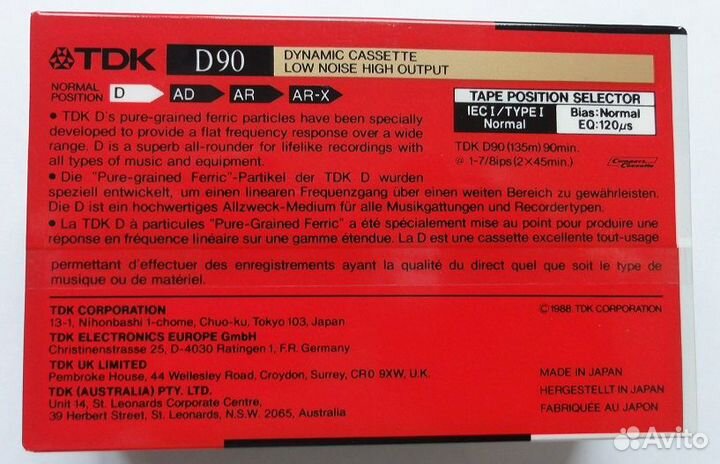 TDK D90 DYNAMIC CASSETTE
LOW NOISE HIGH OUTPUT
NORMAL
POSITION D AD AR AR-X
TAPE POSITION SELECTOR
IEC I/TYPE I
Normal
Bias:Normal
EQ:120µs
TDK D90 (135m) 90min.
@ 1-7/8ips (2×45min.)
Compact
Cassette
• TDK D's pure-grained ferric particles have been specially
developed to provide a flat frequency response over a wide
range. D is a superb all-rounder for lifelike recordings with
all types of music and equipment.
• Die "Pure-grained Ferric"-Partikel der TDK D wurden
speziell entwickelt, um einen linearen Frequenzgang über einen weiten Bereich zu gewährleisten.
Die D ist ein hochwertiges Allzweck-Medium für alle Musikgattungen und Recordertypen.
• La TDK D à particules "Pure-Grained Ferric" a été spécialement mise au point pour produire une
réponse en fréquence linéaire sur une gamme étendue. La D est une cassette excellente tout-usage
permettant d'effectuer des enregistrements ayant la qualité du direct quel que soit le type de
musique ou de matériel.
TDK CORPORATION
13-1, Nihonbashi 1-chome, Chuo-ku, Tokyo 103, Japan
TDK ELECTRONICS EUROPE GmbH
Christinenstrasse 25, D-4030 Ratingen 1, F.R. Germany
TDK UK LIMITED
Pembroke House, 44 Wellesley Road, Croydon, Surrey, CR0 9XW, U.K.
TDK (AUSTRALIA) PTY. LTD.
Unit 14, St. Leonards Corporate Centre,
39 Herbert Street, St. Leonards, N.S.W. 2065, Australia
©1988 TDK CORPORATION
MADE IN JAPAN
HERGESTELLT IN JAPAN
FABRIQUÉE AU JAPON
Avito